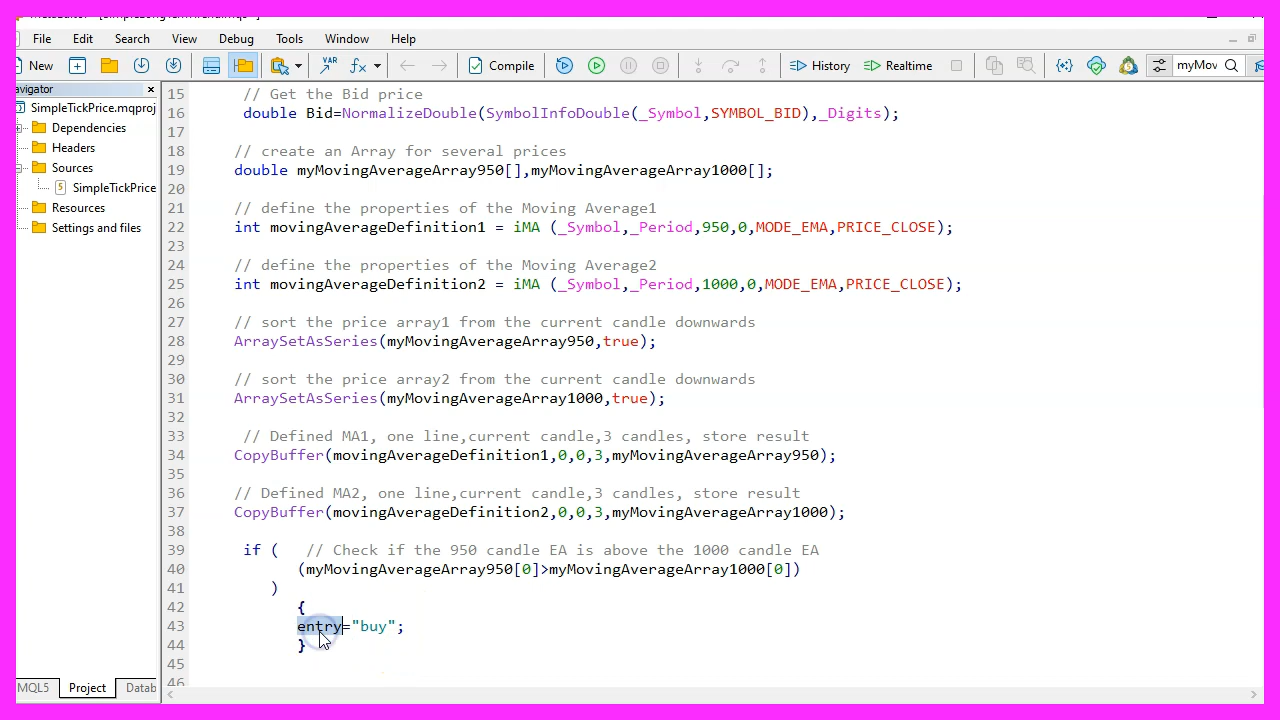 File Edit Search View Debug Tools Window Help
New VAR fx Compile History Realtime myMov
avigator
SimpleTickPrice.mqproj
Dependencies
Headers
Sources
SimpleTickPrice
Resources
Settings and files
15 // Get the Bid price
16 double Bid=NormalizeDouble(SymbolInfoDouble(_Symbol,SYMBOL_BID),_Digits);
17
18 // create an Array for several prices
19 double myMovingAverageArray950[],myMovingAverageArray1000[];
20
21 // define the properties of the Moving Average1
22 int movingAverageDefinition1 = iMA (_Symbol,_Period,950,0,MODE_EMA,PRICE_CLOSE);
23
24 // define the properties of the Moving Average2
25 int movingAverageDefinition2 = iMA (_Symbol,_Period,1000,0,MODE_EMA,PRICE_CLOSE);
26
27 // sort the price array1 from the current candle downwards
28 ArraySetAsSeries(myMovingAverageArray950,true);
29
30 // sort the price array2 from the current candle downwards
31 ArraySetAsSeries(myMovingAverageArray1000,true);
32
33 // Defined MA1, one line,current candle,3 candles, store result
34 CopyBuffer(movingAverageDefinition1,0,0,3,myMovingAverageArray950);
35
36 // Defined MA2, one line,current candle,3 candles, store result
37 CopyBuffer(movingAverageDefinition2,0,0,3,myMovingAverageArray1000);
38
39 if ( // Check if the 950 candle EA is above the 1000 candle EA
40 (myMovingAverageArray950[0]>myMovingAverageArray1000[0])
41 )
42 {
43 entry="buy";
44 }
45
46
MQL5 Project Datab